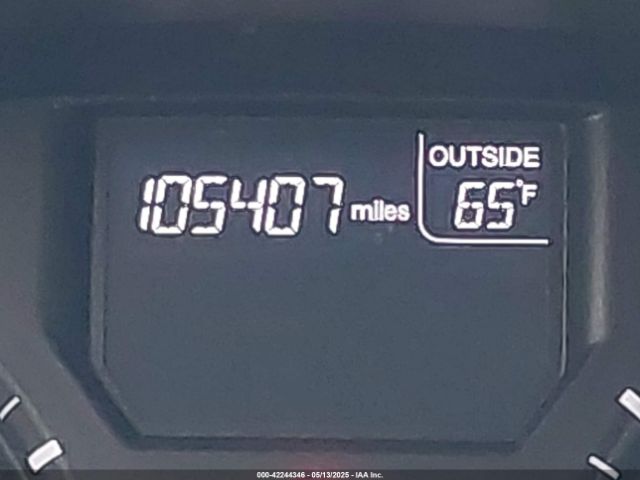 OUTSIDE
105407 miles 65°F
000-42244346 - 05/13/2025 - IAA Inc.